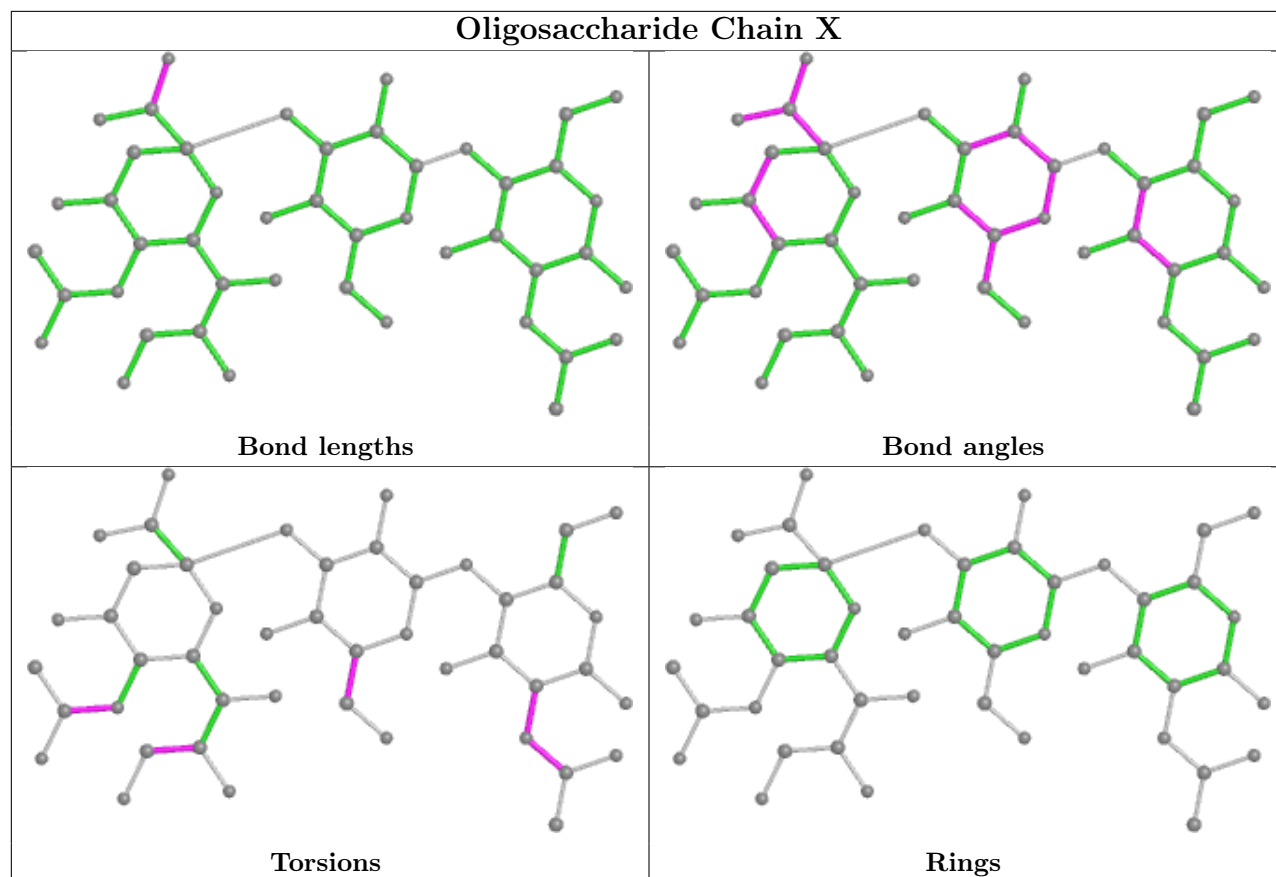 Oligosaccharide Chain X
Bond lengths
Bond angles
Torsions
Rings